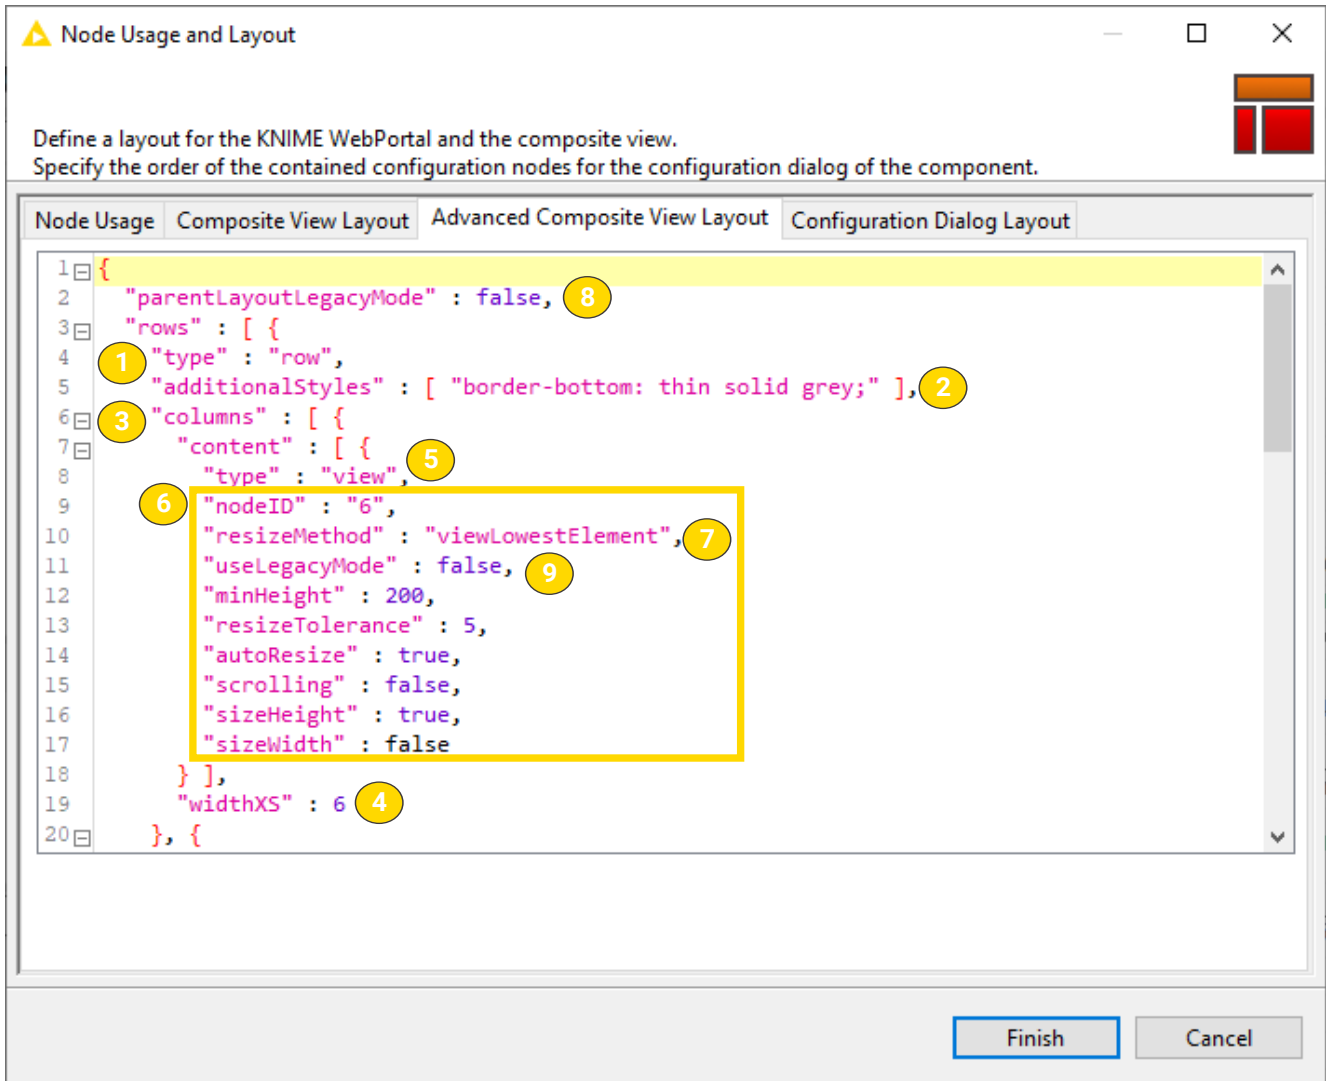 Node Usage and Layout
Define a layout for the KNIME WebPortal and the composite view.
Specify the order of the contained configuration nodes for the configuration dialog of the component.
Node Usage Composite View Layout Advanced Composite View Layout Configuration Dialog Layout
1 {
2 "parentLayoutLegacyMode" : false, 8
3 "rows" : [ {
4 1 "type" : "row",
5 "additionalStyles" : [ "border-bottom: thin solid grey;" ], 2
6 3 "columns" : [ {
7 "content" : [ {
8 "type" : "view", 5
9 6 "nodeID" : "6",
10 "resizeMethod" : "viewLowestElement", 7
11 "useLegacyMode" : false, 9
12 "minHeight" : 200,
13 "resizeTolerance" : 5,
14 "autoResize" : true,
15 "scrolling" : false,
16 "sizeHeight" : true,
17 "sizeWidth" : false
18 } ],
19 "widthXS" : 6 4
20 }, {
Finish Cancel